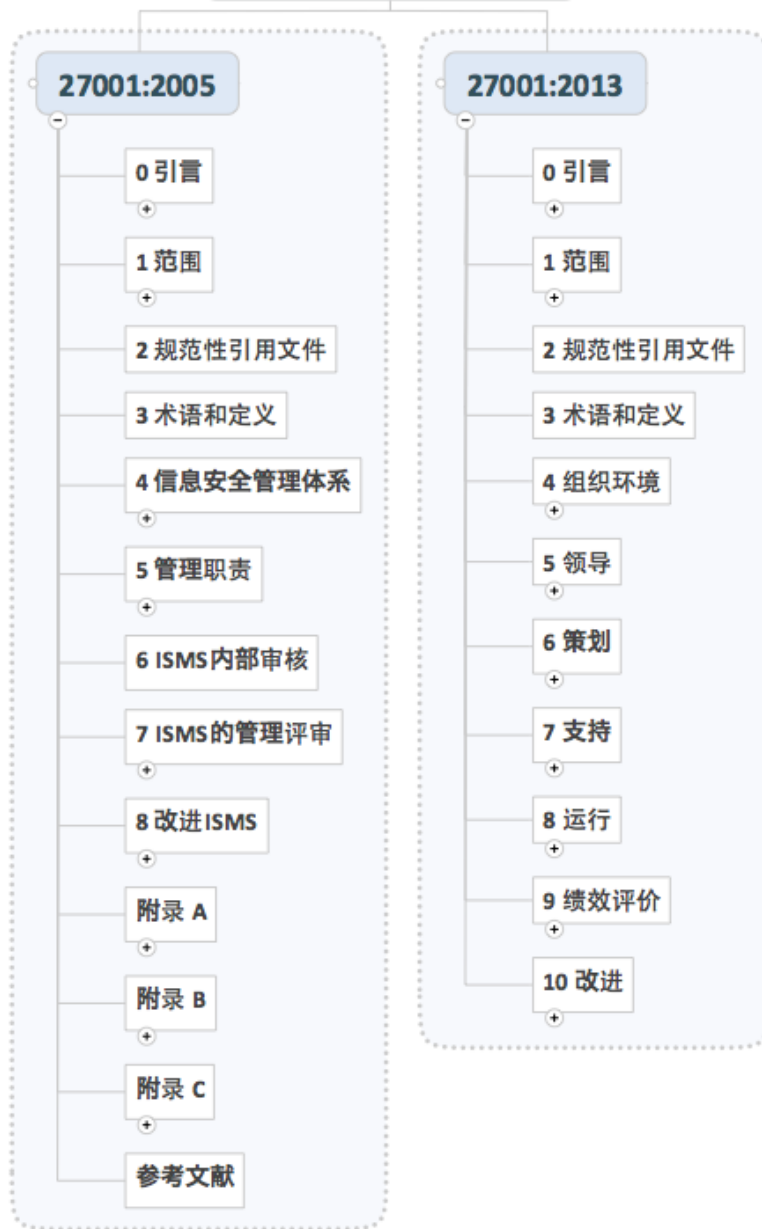 27001:2005
0 引言
1 范围
2 规范性引用文件
3 术语和定义
4 信息安全管理体系
5 管理职责
6 ISMS内部审核
7 ISMS的管理评审
8 改进ISMS
附录 A
附录 B
附录 C
参考文献
27001:2013
0 引言
1 范围
2 规范性引用文件
3 术语和定义
4 组织环境
5 领导
6 策划
7 支持
8 运行
9 绩效评价
10 改进